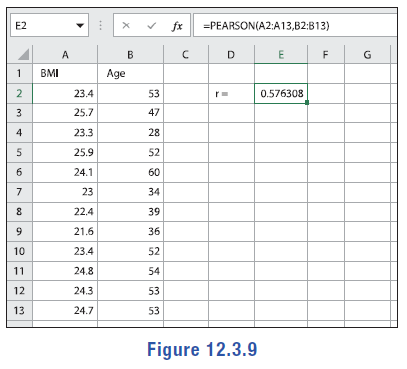 E2 fx =PEARSON(A2:A13,B2:B13)
A B C D E F G
1 BMI Age
2 23.4 53 r = 0.576308
3 25.7 47
4 23.3 28
5 25.9 52
6 24.1 60
7 23 34
8 22.4 39
9 21.6 36
10 23.4 52
11 24.8 54
12 24.3 53
13 24.7 53
Figure 12.3.9